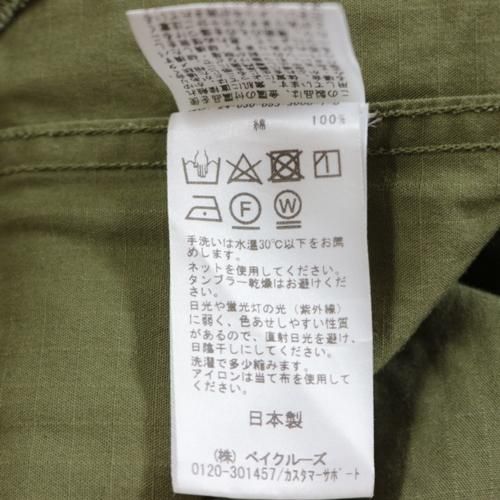 綿 100%
F
W
手洗いは水温30℃以下をお薦
めします。
ネットを使用してください。
タンブラー乾燥はお避けくだ
さい。
日光や蛍光灯の光（紫外線）
に弱く、色あせしやすい性質
があるので、直射日光を避け、
日陰干しにしてください。
洗濯で多少縮みます。
アイロンは当て布を使用して
ください。
日本製
（株）ベイクルーズ
0120-301457/カスタマーサポート